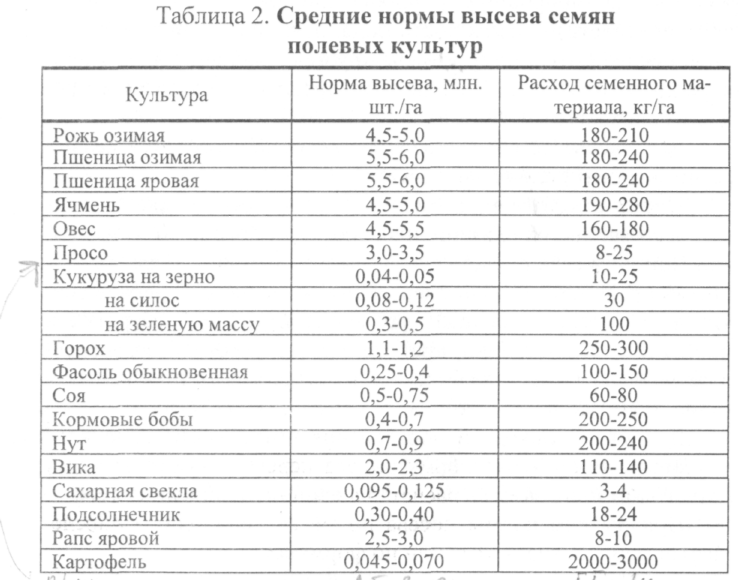 Таблица 2. Средние нормы высева семян
полевых культур
Культура Норма высева, млн. шт./га Расход семенного ма-териала, кг/га
Рожь озимая 4,5-5,0 180-210
Пшеница озимая 5,5-6,0 180-240
Пшеница яровая 5,5-6,0 180-240
Ячмень 4,5-5,0 190-280
Овес 4,5-5,5 160-180
Просо 3,0-3,5 8-25
Кукуруза на зерно 0,04-0,05 10-25
на силос 0,08-0,12 30
на зеленую массу 0,3-0,5 100
Горох 1,1-1,2 250-300
Фасоль обыкновенная 0,25-0,4 100-150
Соя 0,5-0,75 60-80
Кормовые бобы 0,4-0,7 200-250
Нут 0,7-0,9 200-240
Вика 2,0-2,3 110-140
Сахарная свекла 0,095-0,125 3-4
Подсолнечник 0,30-0,40 18-24
Рапс яровой 2,5-3,0 8-10
Картофель 0,045-0,070 2000-3000